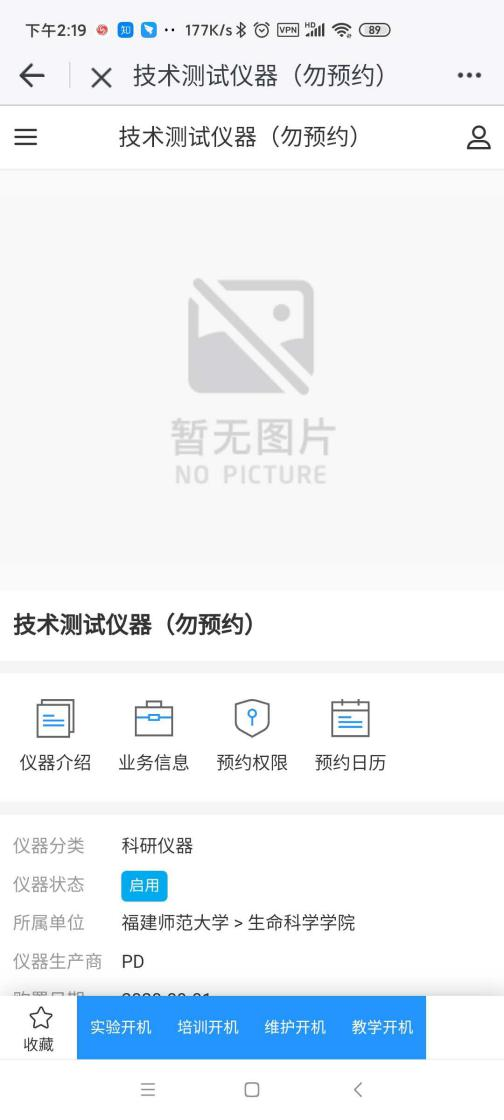 下午2:19 知 177K/s VPN HD 89
技术测试仪器（勿预约）
技术测试仪器（勿预约）
暂无图片
NO PICTURE
技术测试仪器（勿预约）
仪器介绍 业务信息 预约权限 预约日历
仪器分类 科研仪器
仪器状态 启用
所属单位 福建师范大学 > 生命科学学院
仪器生产商 PD
收藏 实验开机 培训开机 维护开机 教学开机